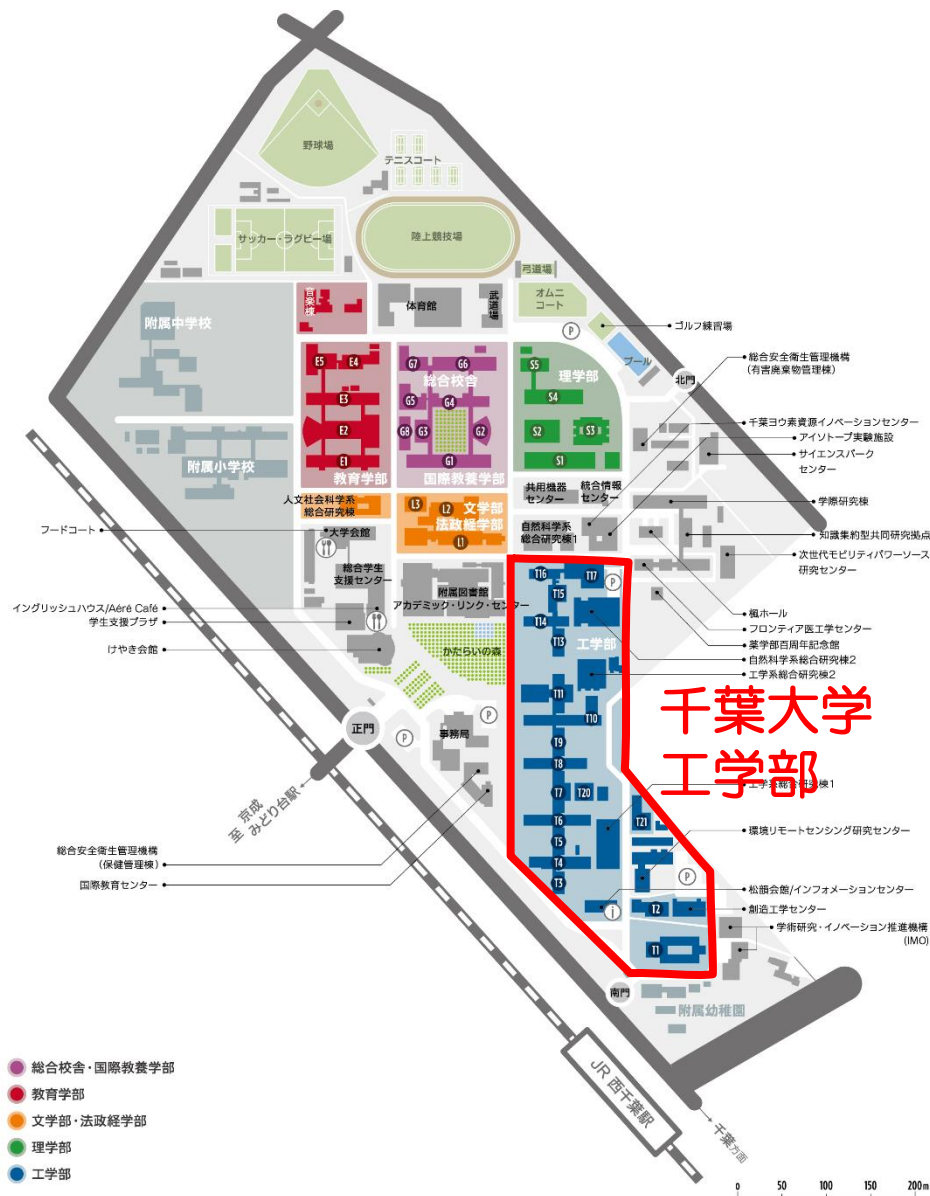 野球場
テニスコート
サッカー・ラグビー場
陸上競技場
弓道場
オムニ
コート
音楽棟
体育館
武道場
附属中学校
ゴルフ練習場
P
プール
北門
総合安全衛生管理機構
(有害廃棄物管理棟)
E5
E4
E3
E2
E1
教育学部
G7
G6
総合校舎
G5
G4
G8
G3
G2
G1
国際教養学部
S5
理学部
S4
S2
S3
S1
千葉ヨウ素資源イノベーションセンター
アイソトープ実験施設
サイエンスパーク
センター
附属小学校
人文社会科学系
総合研究棟
L3
L2
文学部
法政経学部
L1
共用機器
センター
統合情報
センター
自然科学系
総合研究棟1
学際研究棟
知識集約型共同研究拠点
次世代モビリティパワーソース
研究センター
フードコート
大学会館
総合学生
支援センター
附属図書館
アカデミック・リンク・センター
イングリッシュハウス/Aéré Café
学生支援プラザ
けやき会館
かたらいの森
T16
T17
P
T15
T14
工学部
T13
T11
T10
T9
T8
T7
T20
T6
T5
T4
T3
T21
T2
T1
楓ホール
フロンティア医工学センター
薬学部百周年記念館
自然科学系総合研究棟2
工学系総合研究棟2
千葉大学
工学部
工学系総合研究棟1
環境リモートセンシング研究センター
P
松韻会館/インフォメーションセンター
i
創造工学センター
学術研究・イノベーション推進機構
(IMO)
正門
P
P
事務局
至 京成
みどり台駅
総合安全衛生管理機構
(保健管理棟)
国際教育センター
南門
附属幼稚園
JR 西千葉駅
千葉方面
総合校舎・国際教養学部
教育学部
文学部・法政経学部
理学部
工学部
0 50 100 150 200m